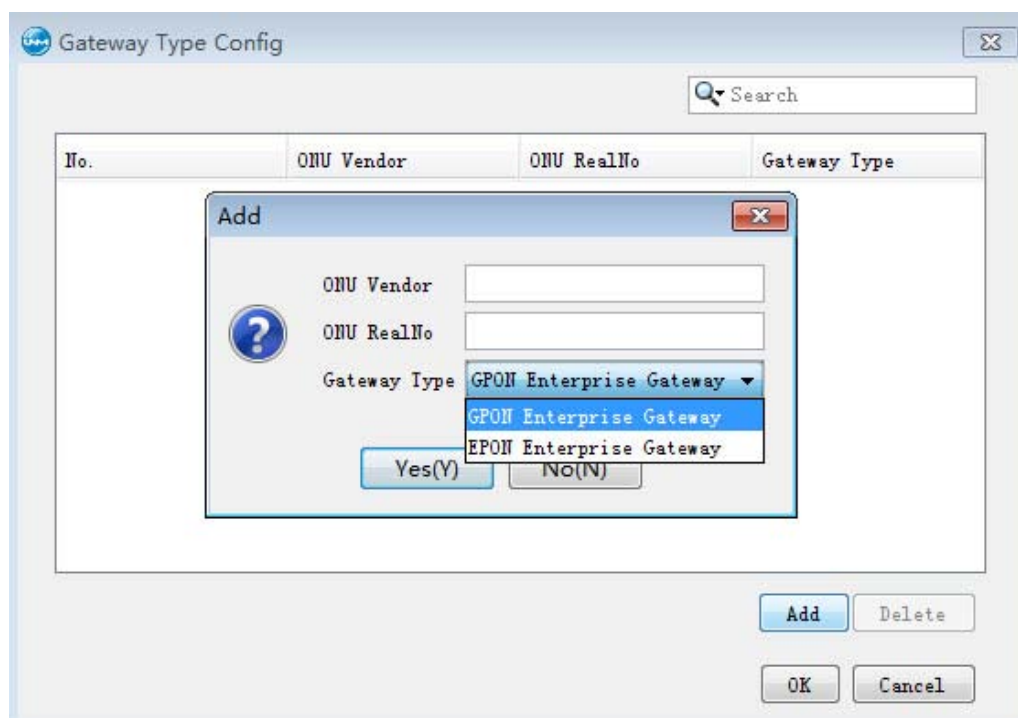 Gateway Type Config
Search
No. ONU Vendor ONU RealNo Gateway Type
Add
ONU Vendor
ONU RealNo
Gateway Type GPON Enterprise Gateway
GPON Enterprise Gateway
EPON Enterprise Gateway
Yes(Y) No(N)
Add Delete
OK Cancel